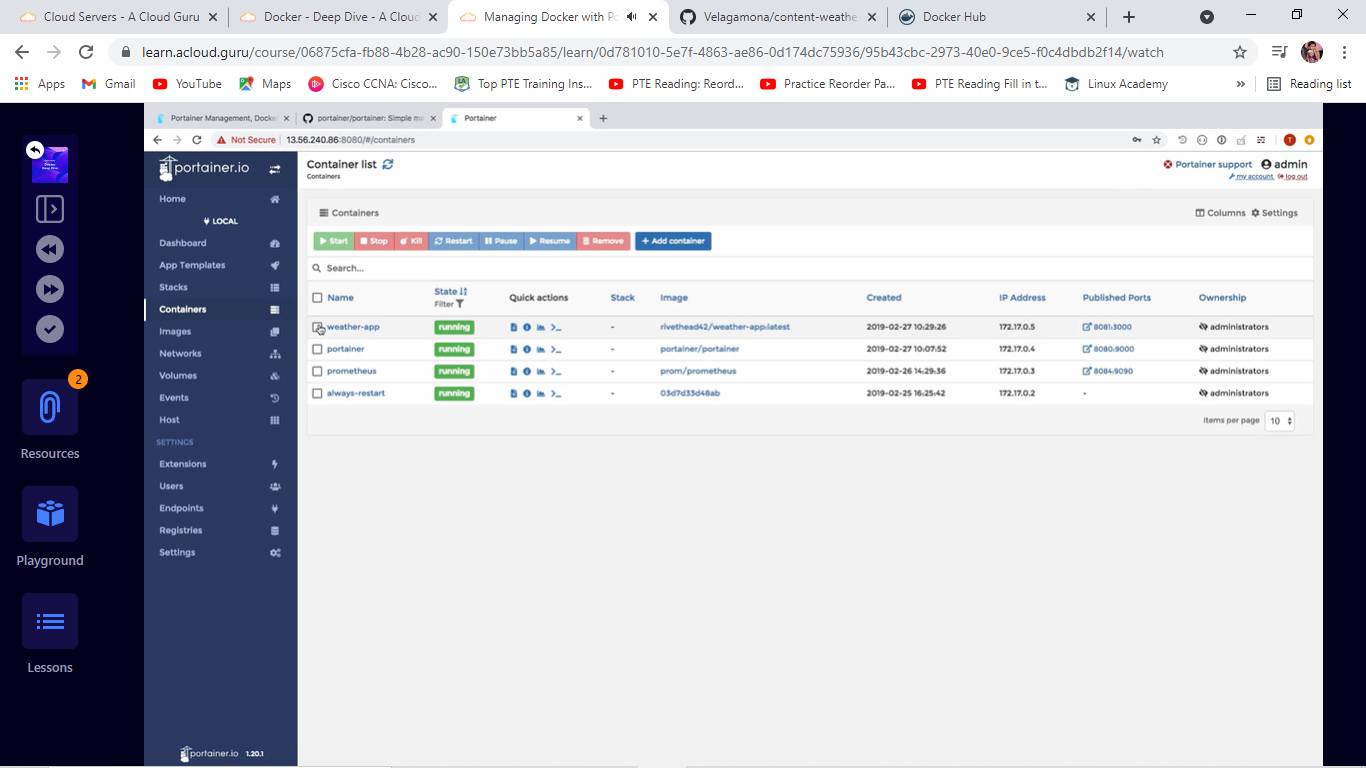 Cloud Servers - A Cloud Guru Docker - Deep Dive - A Cloud Managing Docker with Po Velagamona/content-weathe Docker Hub
learn.acloud.guru/course/06875cfa-fb88-4b28-ac90-150e73bb5a85/learn/0d781010-5e7f-4863-ae86-0d174dc75936/95b43cbc-2973-40e0-9ce5-f0c4dbdb2f14/watch
Apps Gmail YouTube Maps Cisco CCNA: Cisco... Top PTE Training Ins... PTE Reading: Reord... Practice Reorder Pa... PTE Reading Fill in t... Linux Academy » Reading list
Portainer Management, Docke portainer/portainer: Simple ma Portainer
Not Secure 13.56.240.86:8080/#/containers
portainer.io
Container list
Containers
Portainer support admin
my account log out
Home
LOCAL
Dashboard
App Templates
Stacks
Containers
Images
Networks
Volumes
Events
Host
SETTINGS
Extensions
Users
Endpoints
Registries
Settings
portainer.io 1.20.1
Containers Columns Settings
Start Stop Kill Restart Pause Resume Remove + Add container
Search...
Name State Filter Quick actions Stack Image Created IP Address Published Ports Ownership
weather-app running - rivethead42/weather-app:latest 2019-02-27 10:29:26 172.17.0.5 8081:3000 administrators
portainer running - portainer/portainer 2019-02-27 10:07:52 172.17.0.4 8080:9000 administrators
prometheus running - prom/prometheus 2019-02-26 14:29:36 172.17.0.3 8084:9090 administrators
always-restart running - 03d7d33d48ab 2019-02-25 16:25:42 172.17.0.2 - administrators
Items per page 10
2
Resources
Playground
Lessons